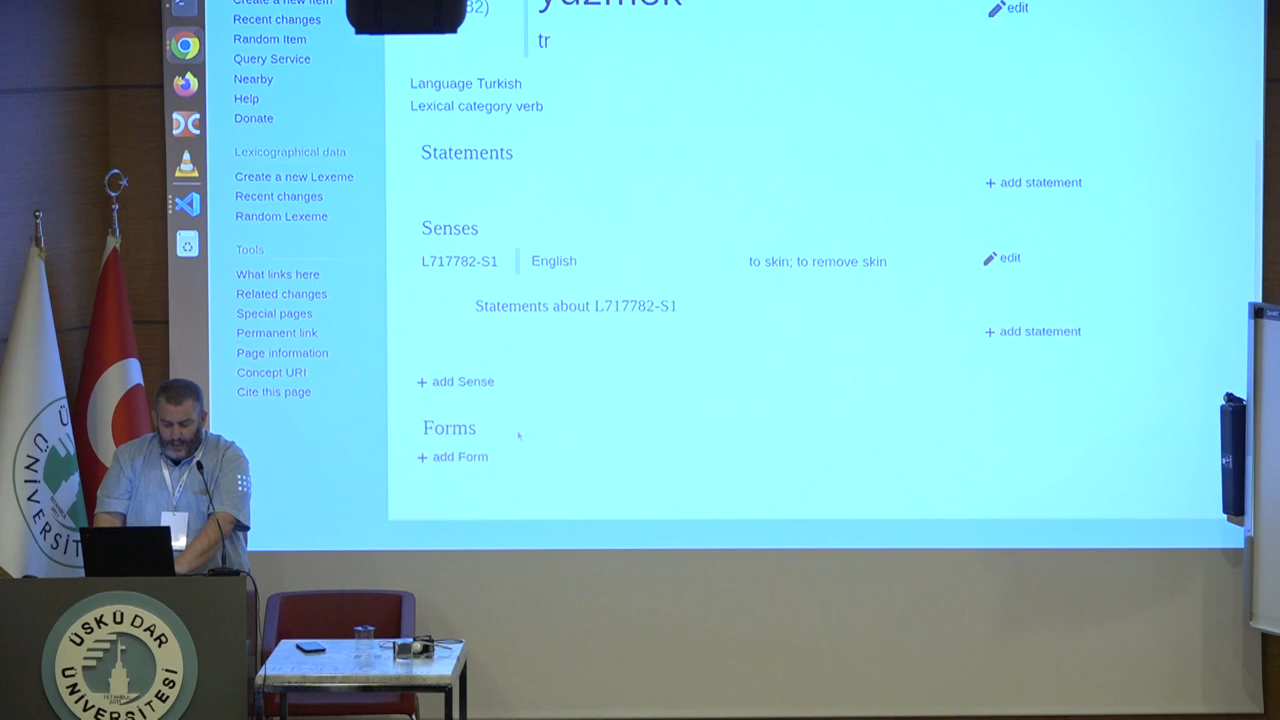 Recent changes
Random Item
Query Service
Nearby
Help
Donate
Lexicographical data
Create a new Lexeme
Recent changes
Random Lexeme
Tools
What links here
Related changes
Special pages
Permanent link
Page information
Concept URI
Cite this page
edit
tr
Language Turkish
Lexical category verb
Statements
+ add statement
Senses
L717782-S1 English to skin; to remove skin edit
Statements about L717782-S1
+ add statement
+ add Sense
Forms
+ add Form
ÜSKÜDAR
ÜNİVERSİTESİ